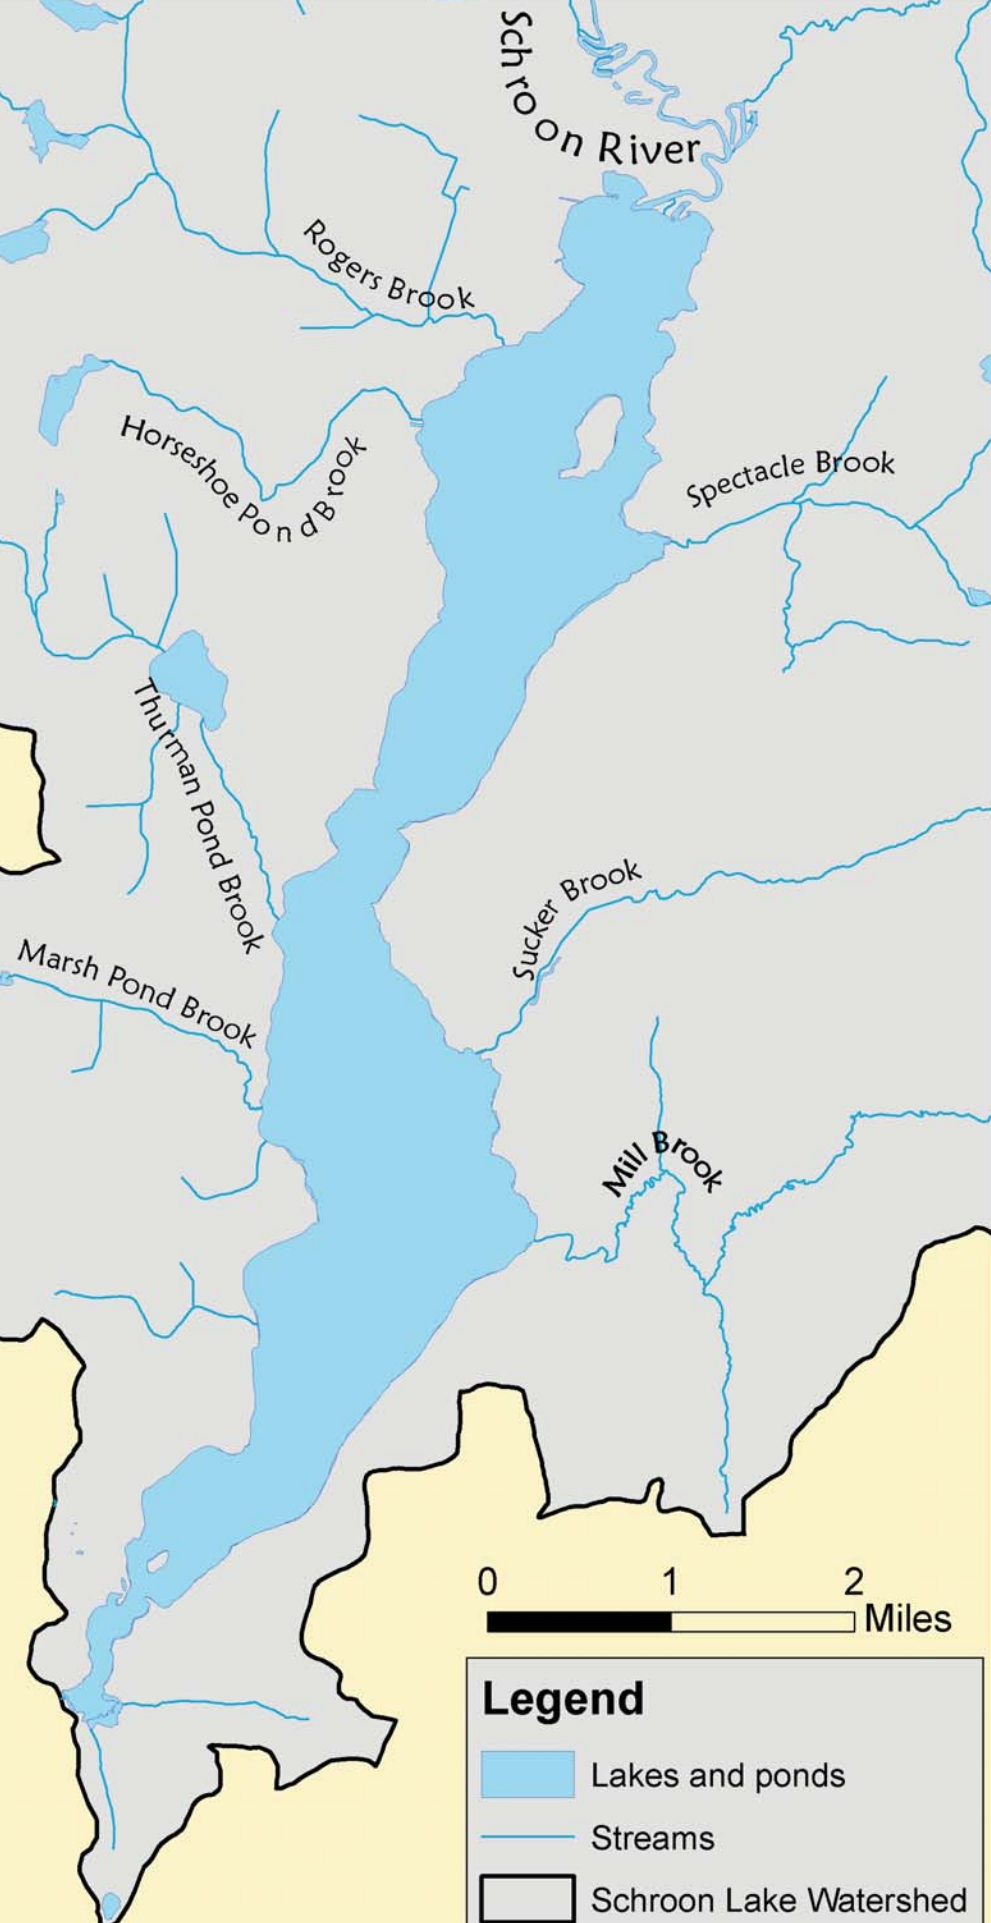 Schroon River
Rogers Brook
Horseshoe Pond Brook
Spectacle Brook
Thurman Pond Brook
Sucker Brook
Marsh Pond Brook
Mill Brook
0 1 2
Miles
Legend
Lakes and ponds
Streams
Schroon Lake Watershed